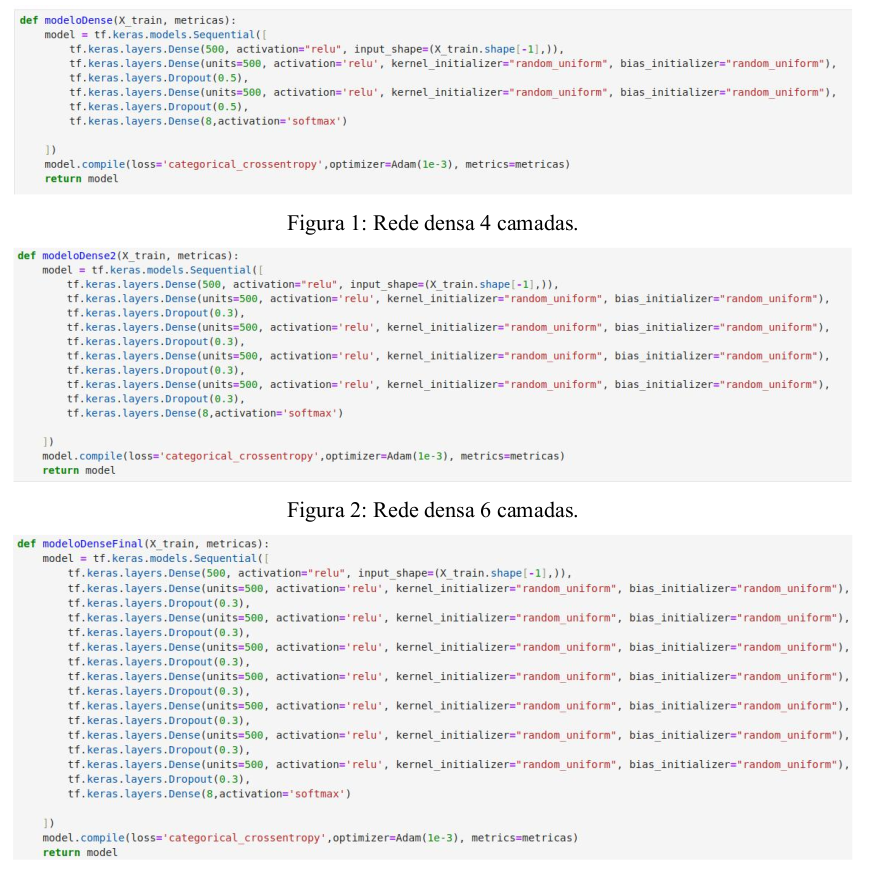 def modeloDense(X_train, metricas):
    model = tf.keras.models.Sequential([
        tf.keras.layers.Dense(500, activation="relu", input_shape=(X_train.shape[-1],)),
        tf.keras.layers.Dense(units=500, activation='relu', kernel_initializer="random_uniform", bias_initializer="random_uniform"),
        tf.keras.layers.Dropout(0.5),
        tf.keras.layers.Dense(units=500, activation='relu', kernel_initializer="random_uniform", bias_initializer="random_uniform"),
        tf.keras.layers.Dropout(0.5),
        tf.keras.layers.Dense(8,activation='softmax')
    ])
    model.compile(loss='categorical_crossentropy',optimizer=Adam(1e-3), metrics=metricas)
    return model
Figura 1: Rede densa 4 camadas.
def modeloDense2(X_train, metricas):
    model = tf.keras.models.Sequential([
        tf.keras.layers.Dense(500, activation="relu", input_shape=(X_train.shape[-1],)),
        tf.keras.layers.Dense(units=500, activation='relu', kernel_initializer="random_uniform", bias_initializer="random_uniform"),
        tf.keras.layers.Dropout(0.3),
        tf.keras.layers.Dense(units=500, activation='relu', kernel_initializer="random_uniform", bias_initializer="random_uniform"),
        tf.keras.layers.Dropout(0.3),
        tf.keras.layers.Dense(units=500, activation='relu', kernel_initializer="random_uniform", bias_initializer="random_uniform"),
        tf.keras.layers.Dropout(0.3),
        tf.keras.layers.Dense(units=500, activation='relu', kernel_initializer="random_uniform", bias_initializer="random_uniform"),
        tf.keras.layers.Dropout(0.3),
        tf.keras.layers.Dense(8,activation='softmax')
    ])
    model.compile(loss='categorical_crossentropy',optimizer=Adam(1e-3), metrics=metricas)
    return model
Figura 2: Rede densa 6 camadas.
def modeloDenseFinal(X_train, metricas):
    model = tf.keras.models.Sequential([
        tf.keras.layers.Dense(500, activation="relu", input_shape=(X_train.shape[-1],)),
        tf.keras.layers.Dense(units=500, activation='relu', kernel_initializer="random_uniform", bias_initializer="random_uniform"),
        tf.keras.layers.Dropout(0.3),
        tf.keras.layers.Dense(units=500, activation='relu', kernel_initializer="random_uniform", bias_initializer="random_uniform"),
        tf.keras.layers.Dropout(0.3),
        tf.keras.layers.Dense(units=500, activation='relu', kernel_initializer="random_uniform", bias_initializer="random_uniform"),
        tf.keras.layers.Dropout(0.3),
        tf.keras.layers.Dense(units=500, activation='relu', kernel_initializer="random_uniform", bias_initializer="random_uniform"),
        tf.keras.layers.Dropout(0.3),
        tf.keras.layers.Dense(units=500, activation='relu', kernel_initializer="random_uniform", bias_initializer="random_uniform"),
        tf.keras.layers.Dropout(0.3),
        tf.keras.layers.Dense(units=500, activation='relu', kernel_initializer="random_uniform", bias_initializer="random_uniform"),
        tf.keras.layers.Dropout(0.3),
        tf.keras.layers.Dense(units=500, activation='relu', kernel_initializer="random_uniform", bias_initializer="random_uniform"),
        tf.keras.layers.Dropout(0.3),
        tf.keras.layers.Dense(8,activation='softmax')
    ])
    model.compile(loss='categorical_crossentropy',optimizer=Adam(1e-3), metrics=metricas)
    return model